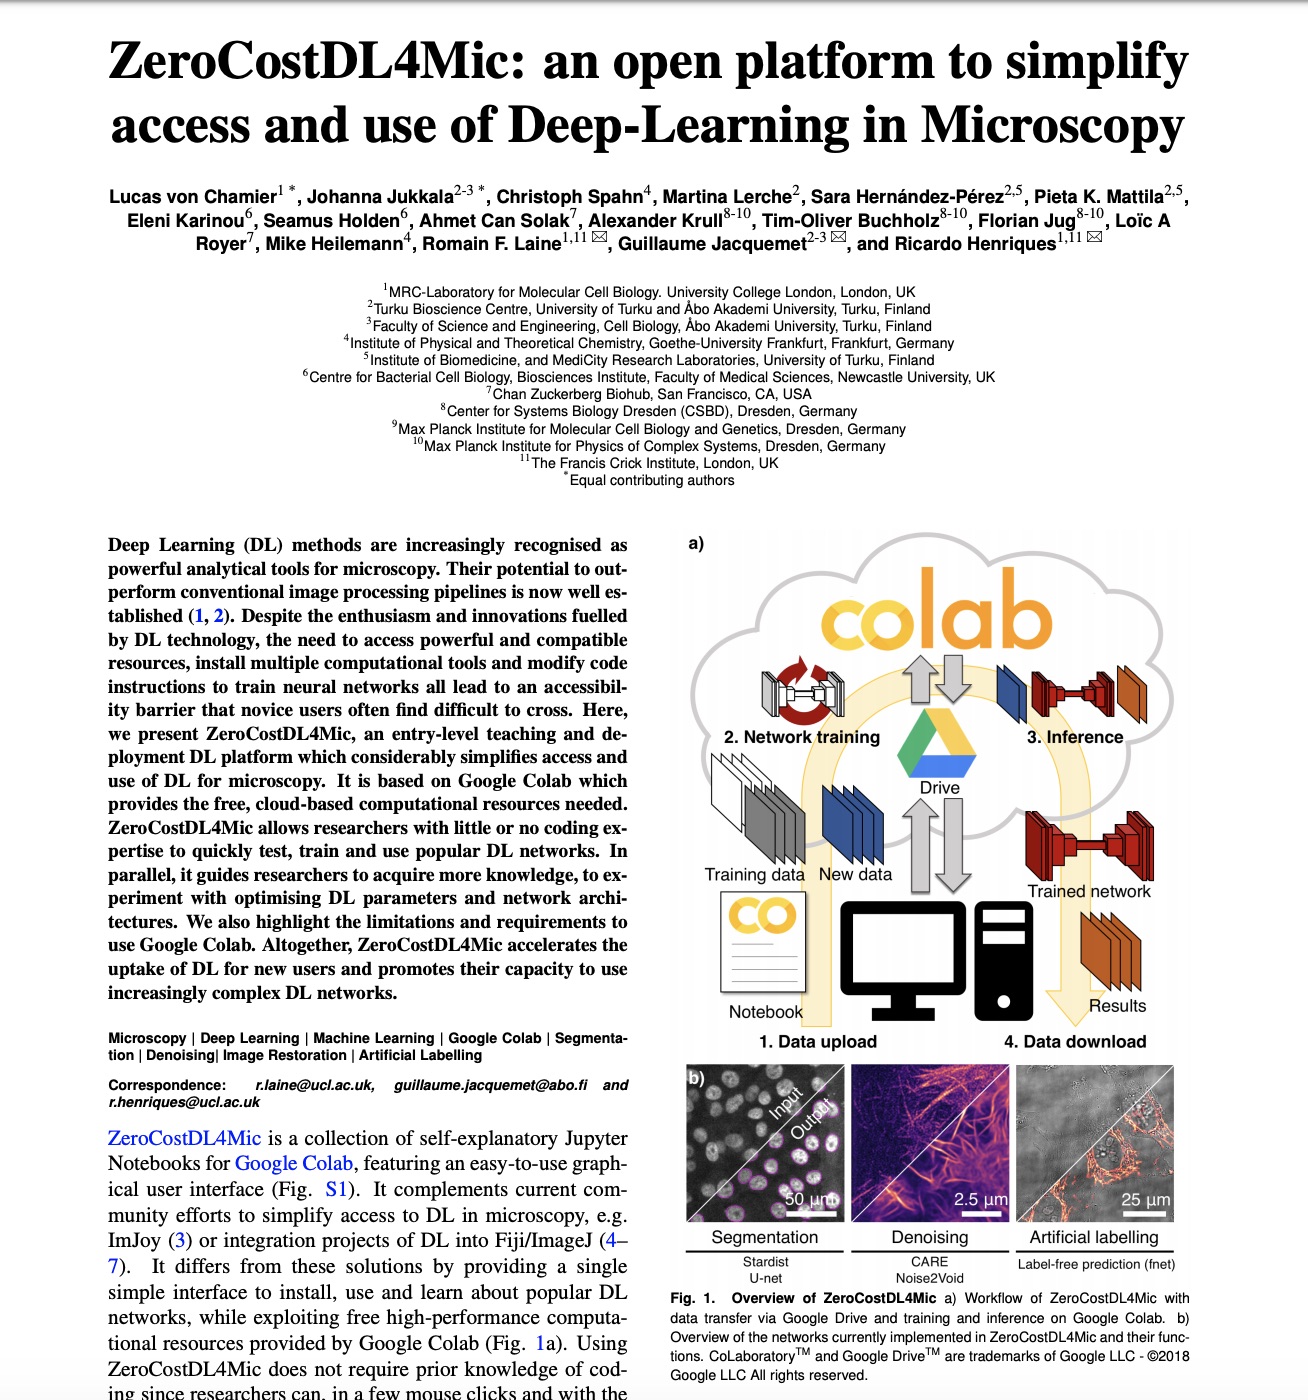 ZeroCostDL4Mic: an open platform to simplify
access and use of Deep-Learning in Microscopy
Lucas von Chamier1 *, Johanna Jukkala2-3 *, Christoph Spahn4, Martina Lerche2, Sara Hernández-Pérez2,5, Pieta K. Mattila2,5,
Eleni Karinou6, Seamus Holden6, Ahmet Can Solak7, Alexander Krull8-10, Tim-Oliver Buchholz8-10, Florian Jug8-10, Loïc A
Royer7, Mike Heilemann4, Romain F. Laine1,11 ✉, Guillaume Jacquemet2-3 ✉, and Ricardo Henriques1,11 ✉
1MRC-Laboratory for Molecular Cell Biology. University College London, London, UK
2Turku Bioscience Centre, University of Turku and Åbo Akademi University, Turku, Finland
3Faculty of Science and Engineering, Cell Biology, Åbo Akademi University, Turku, Finland
4Institute of Physical and Theoretical Chemistry, Goethe-University Frankfurt, Frankfurt, Germany
5Institute of Biomedicine, and MediCity Research Laboratories, University of Turku, Finland
6Centre for Bacterial Cell Biology, Biosciences Institute, Faculty of Medical Sciences, Newcastle University, UK
7Chan Zuckerberg Biohub, San Francisco, CA, USA
8Center for Systems Biology Dresden (CSBD), Dresden, Germany
9Max Planck Institute for Molecular Cell Biology and Genetics, Dresden, Germany
10Max Planck Institute for Physics of Complex Systems, Dresden, Germany
11The Francis Crick Institute, London, UK
*Equal contributing authors
Deep Learning (DL) methods are increasingly recognised as
powerful analytical tools for microscopy. Their potential to out-
perform conventional image processing pipelines is now well es-
tablished (1, 2). Despite the enthusiasm and innovations fuelled
by DL technology, the need to access powerful and compatible
resources, install multiple computational tools and modify code
instructions to train neural networks all lead to an accessibil-
ity barrier that novice users often find difficult to cross. Here,
we present ZeroCostDL4Mic, an entry-level teaching and de-
ployment DL platform which considerably simplifies access and
use of DL for microscopy. It is based on Google Colab which
provides the free, cloud-based computational resources needed.
ZeroCostDL4Mic allows researchers with little or no coding ex-
pertise to quickly test, train and use popular DL networks. In
parallel, it guides researchers to acquire more knowledge, to ex-
periment with optimising DL parameters and network archi-
tectures. We also highlight the limitations and requirements to
use Google Colab. Altogether, ZeroCostDL4Mic accelerates the
uptake of DL for new users and promotes their capacity to use
increasingly complex DL networks.
Microscopy | Deep Learning | Machine Learning | Google Colab | Segmenta-
tion | Denoising| Image Restoration | Artificial Labelling
Correspondence: r.laine@ucl.ac.uk, guillaume.jacquemet@abo.fi and
r.henriques@ucl.ac.uk
ZeroCostDL4Mic is a collection of self-explanatory Jupyter
Notebooks for Google Colab, featuring an easy-to-use graph-
ical user interface (Fig. S1). It complements current com-
munity efforts to simplify access to DL in microscopy, e.g.
ImJoy (3) or integration projects of DL into Fiji/ImageJ (4–
7). It differs from these solutions by providing a single
simple interface to install, use and learn about popular DL
networks, while exploiting free high-performance computa-
tional resources provided by Google Colab (Fig. 1a). Using
ZeroCostDL4Mic does not require prior knowledge of cod-
ing since researchers can, in a few mouse clicks and with the
a)
colab
2. Network training
3. Inference
Drive
Training data
New data
Trained network
CO
Notebook
Results
1. Data upload
4. Data download
b)
Input
Output
50 µm
2.5 µm
25 µm
Segmentation
Denoising
Artificial labelling
Stardist
U-net
CARE
Noise2Void
Label-free prediction (fnet)
Fig. 1. Overview of ZeroCostDL4Mic a) Workflow of ZeroCostDL4Mic with
data transfer via Google Drive and training and inference on Google Colab. b)
Overview of the networks currently implemented in ZeroCostDL4Mic and their func-
tions. CoLaboratory™ and Google Drive™ are trademarks of Google LLC - ©2018
Google LLC All rights reserved.